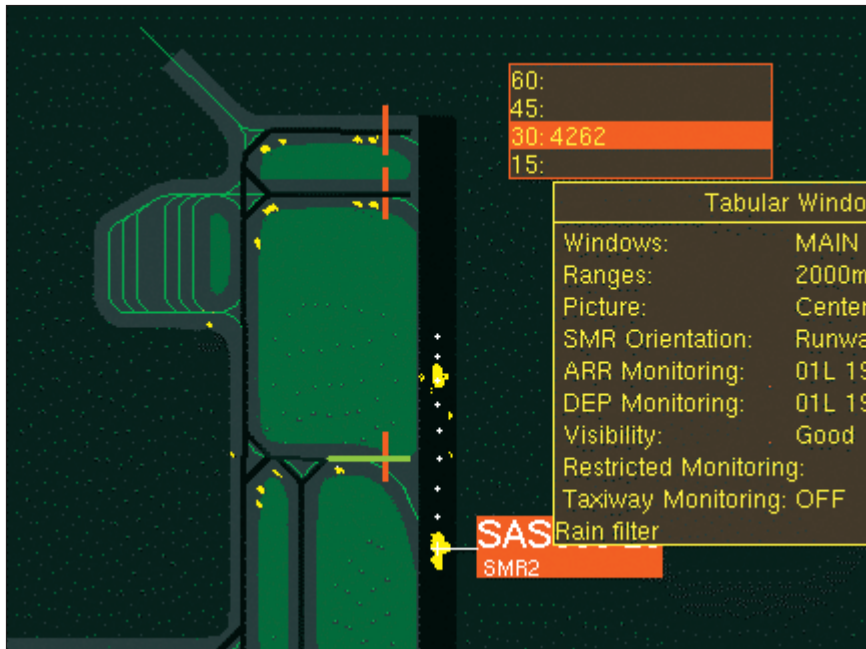 60:
45:
30: 4262
15:
Tabular Windo
Windows: MAIN
Ranges: 2000m
Picture: Center
SMR Orientation: Runwa
ARR Monitoring: 01L 19
DEP Monitoring: 01L 19
Visibility: Good
Restricted Monitoring:
Taxiway Monitoring: OFF
Rain filter
SAS
SMR2